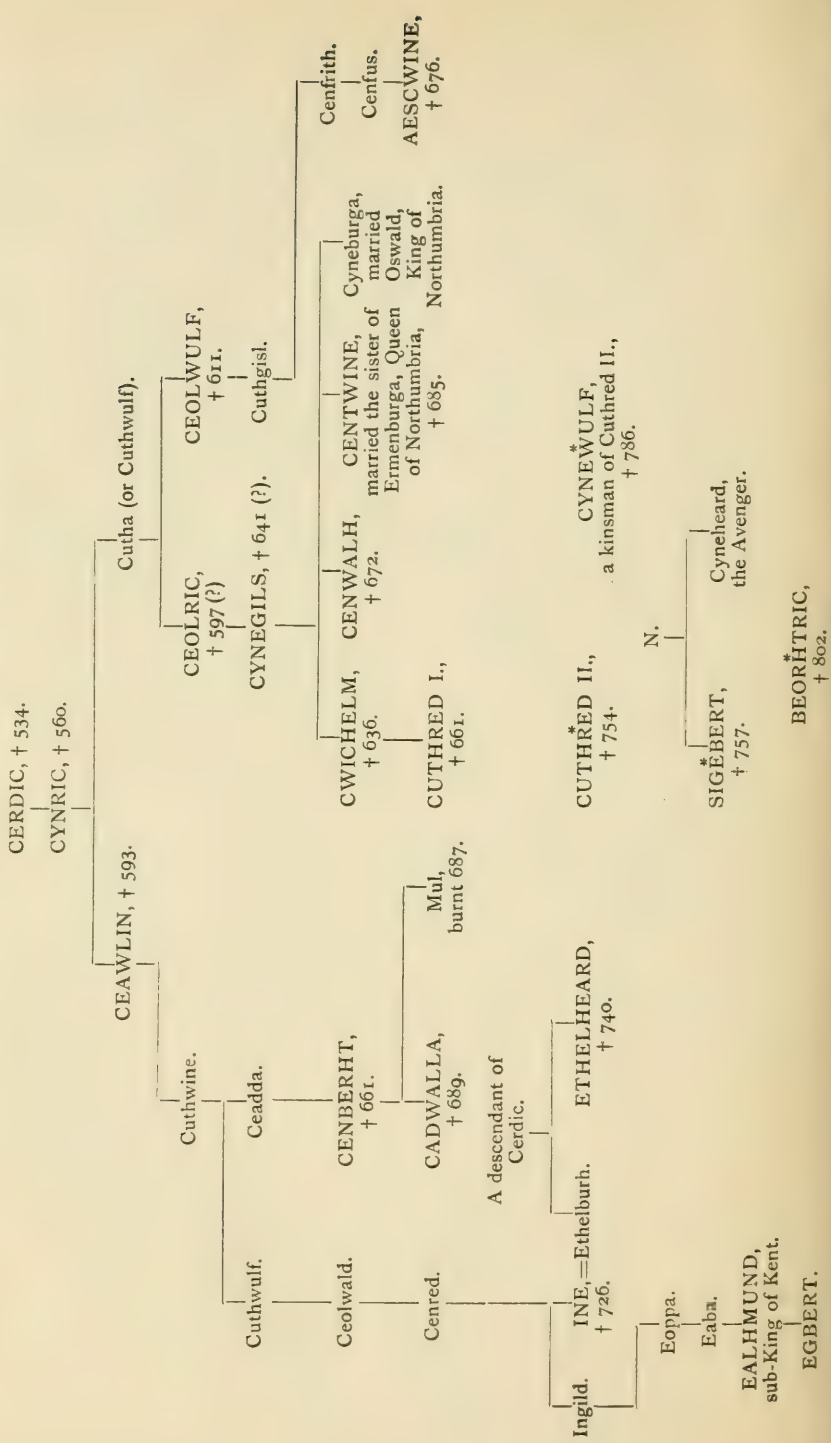 CERDIC, † 534.
CYNRIC, † 560.
CEAWLIN, † 593.
Cutha (or Cuthwulf).
Cuthwine.
CEOLRIC,
† 597 (?)
CEOLWULF,
† 611.
Cuthwulf.
Ceadda.
CYNEGILS, † 641 (?).
Cuthgisl.
Ceolwald.
CENBERHT,
† 661.
CWICHELM,
† 636.
CENWALH,
† 672.
CENTWINE,
married the sister of
Ermenburga, Queen
of Northumbria,
† 685.
Cyneburga,
married
Oswald,
King of
Northumbria.
Cenfrith.
Cenfus.
AESCWINE,
† 676.
Cenred.
CADWALLA,
† 689.
Mul,
burnt 687.
CUTHRED I.,
† 661.
A descendant of
Cerdic.
Ingild.
INE,=Ethelburh.
† 726.
ETHELHEARD,
† 740.
CUTHRED* II.,
† 754.
CYNEWULF,*
a kinsman of Cuthred II.,
† 786.
Eoppa.
Eaba.
EALHMUND,
sub-King of Kent.
EGBERT.
N.
SIGEBERT,*
† 757.
Cyneheard,
the Avenger.
BEORHTRIC,*
† 802.